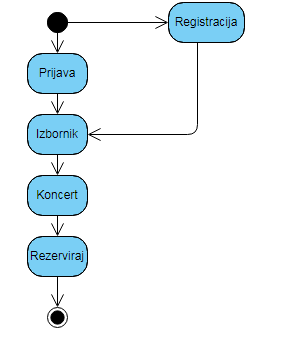 Registracija
Prijava
Izbornik
Koncert
Rezerviraj